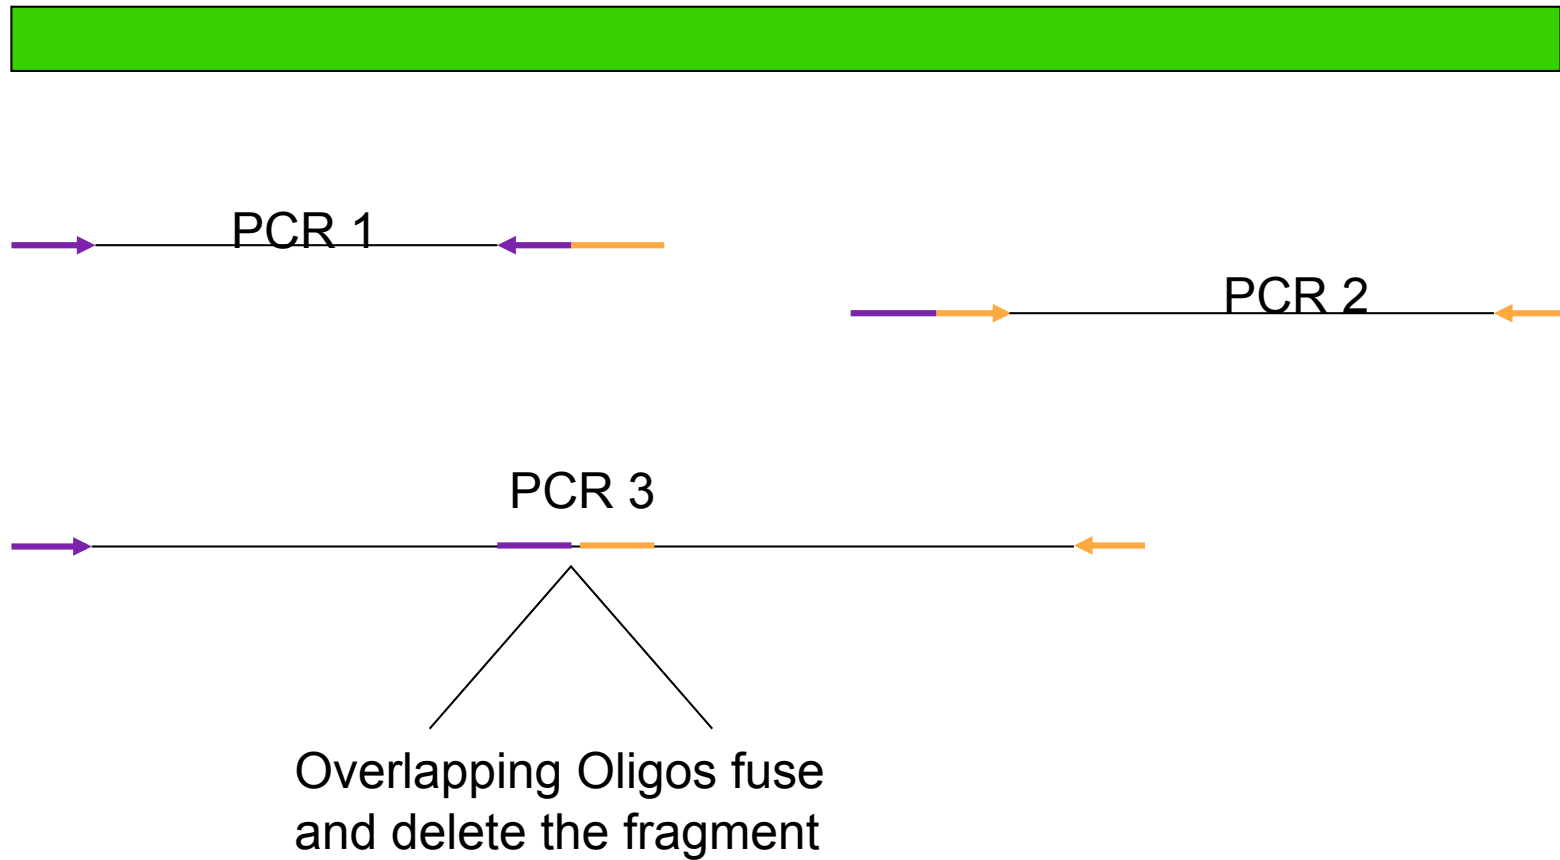 PCR 1
PCR 2
PCR 3
Overlapping Oligos fuse
and delete the fragment